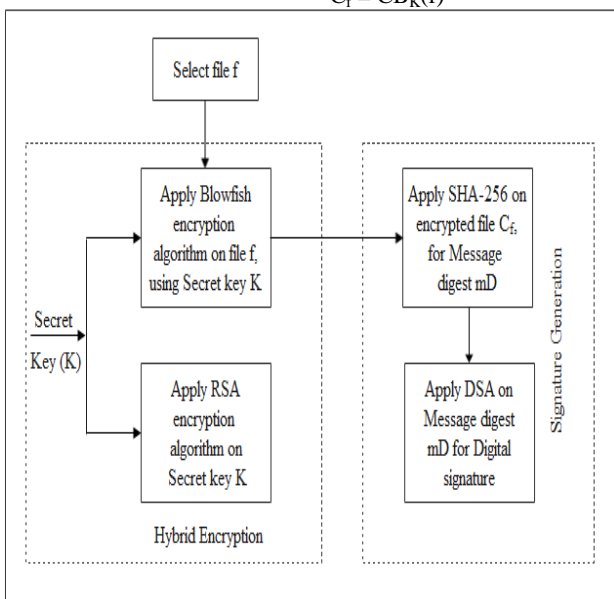 Select file f
Apply Blowfish
encryption
algorithm on file f,
using Secret key K
Secret
Key (K)
Apply RSA
encryption
algorithm on
Secret key K
Hybrid Encryption
Apply SHA-256 on
encrypted file Cf,
for Message
digest mD
Apply DSA on
Message digest
mD for Digital
signature
Signature Generation